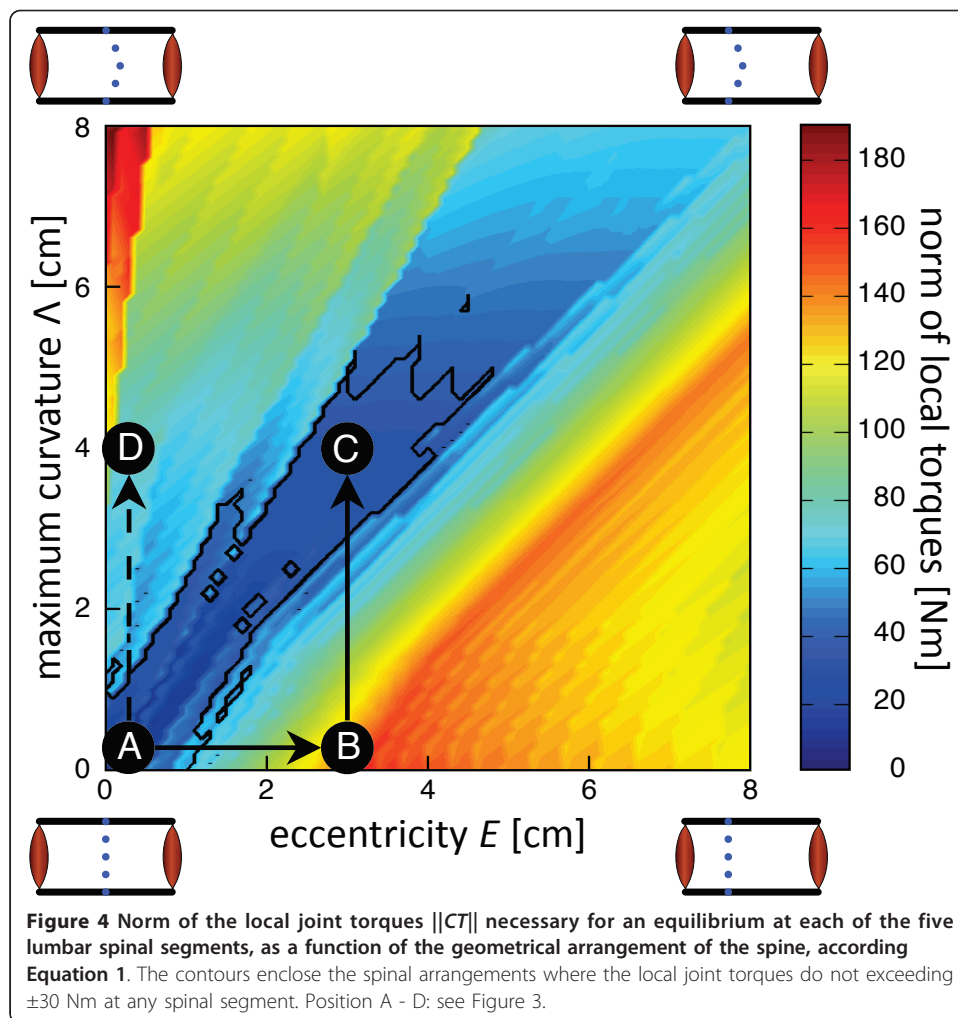 8
6
4
2
0
maximum curvature Λ [cm]
D
C
A
B
0
2
4
6
8
eccentricity E [cm]
180
160
140
120
100
80
60
40
20
0
norm of local torques [Nm]
Figure 4 Norm of the local joint torques ||CT|| necessary for an equilibrium at each of the five
lumbar spinal segments, as a function of the geometrical arrangement of the spine, according
Equation 1. The contours enclose the spinal arrangements where the local joint torques do not exceeding
±30 Nm at any spinal segment. Position A - D: see Figure 3.